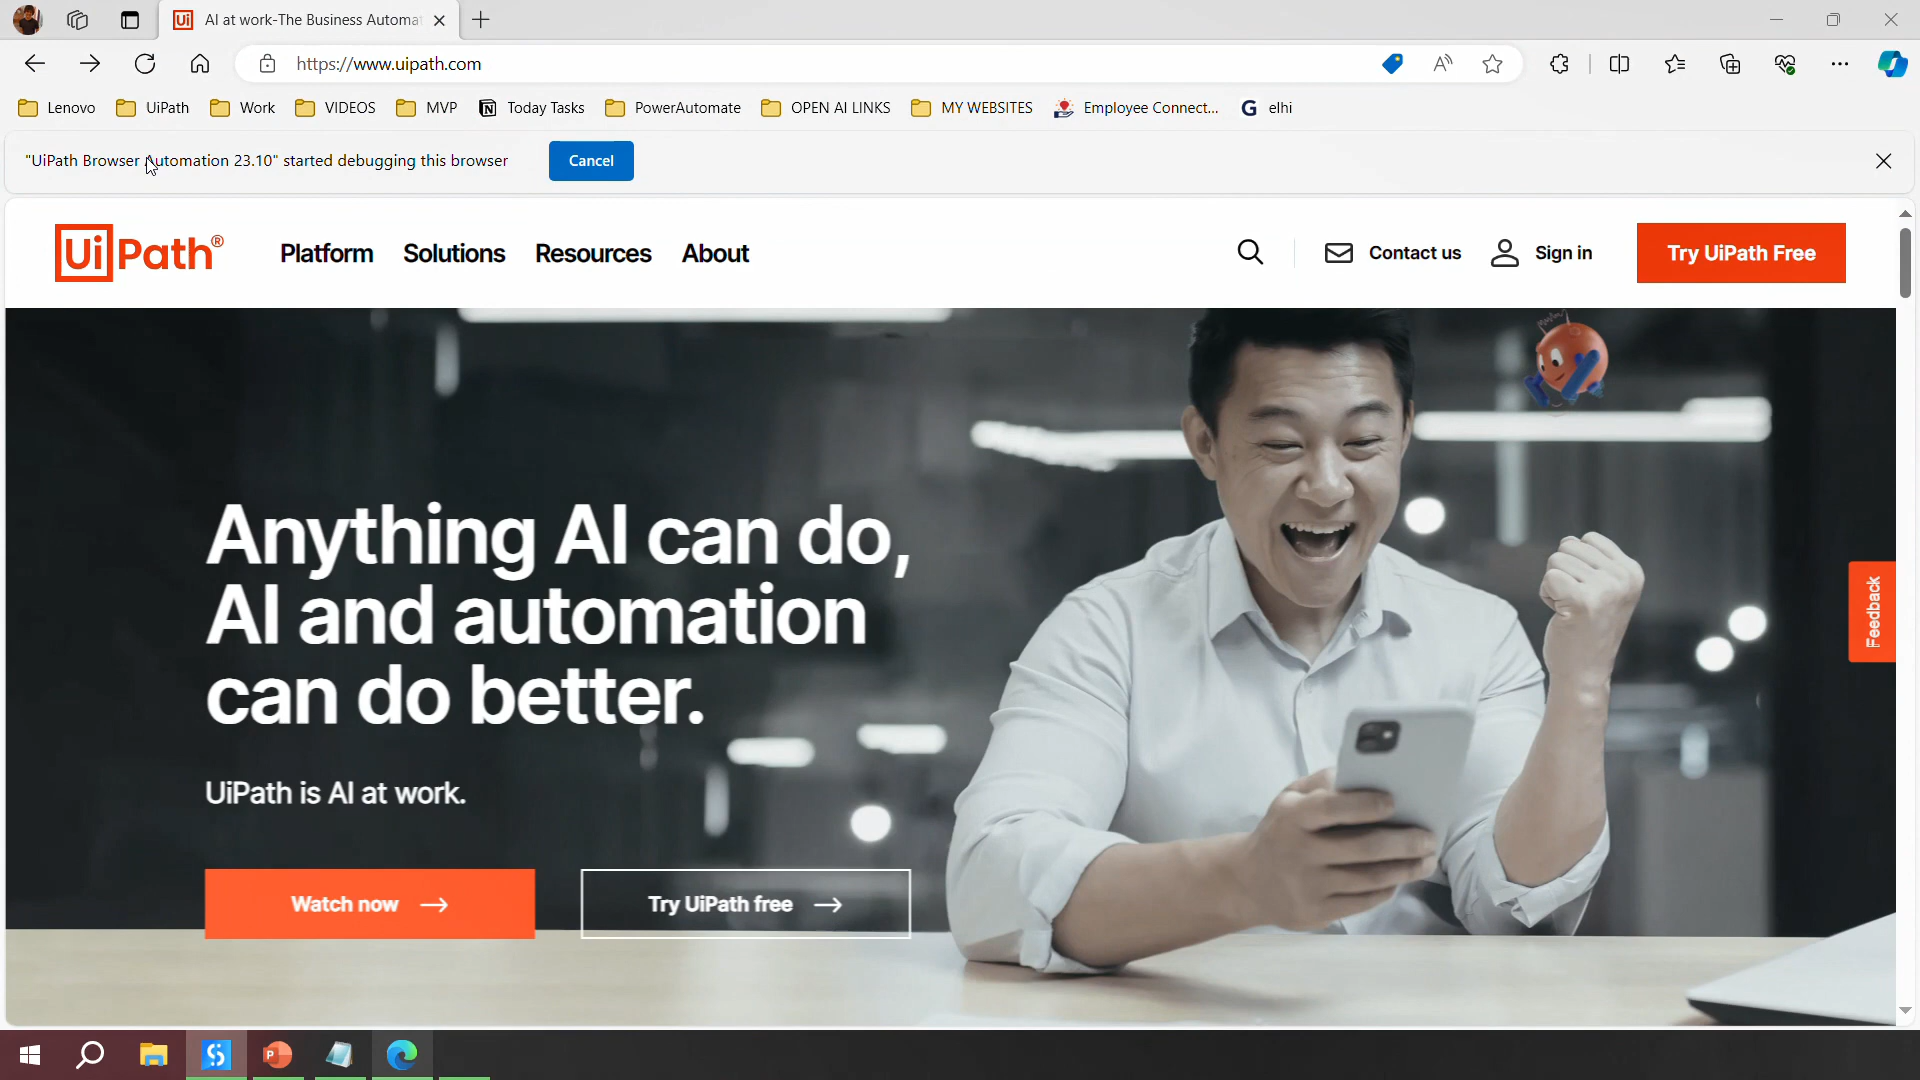 Ui AI at work-The Business Automat
https://www.uipath.com
Lenovo UiPath Work VIDEOS MVP Today Tasks PowerAutomate OPEN AI LINKS MY WEBSITES Employee Connect... G elhi
"UiPath Browser Automation 23.10" started debugging this browser Cancel
UiPath® Platform Solutions Resources About Contact us Sign in Try UiPath Free
Anything AI can do,
AI and automation
can do better.
Feedback
UiPath is AI at work.
Watch now Try UiPath free